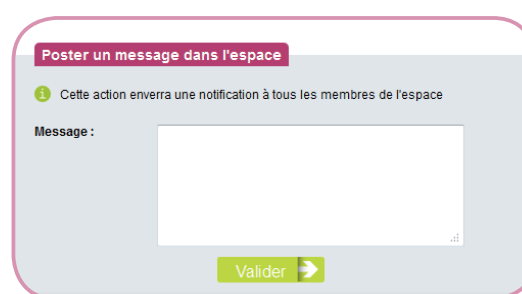 Poster un message dans l'espace
Cette action enverra une notification à tous les membres de l'espace
Message :
Valider